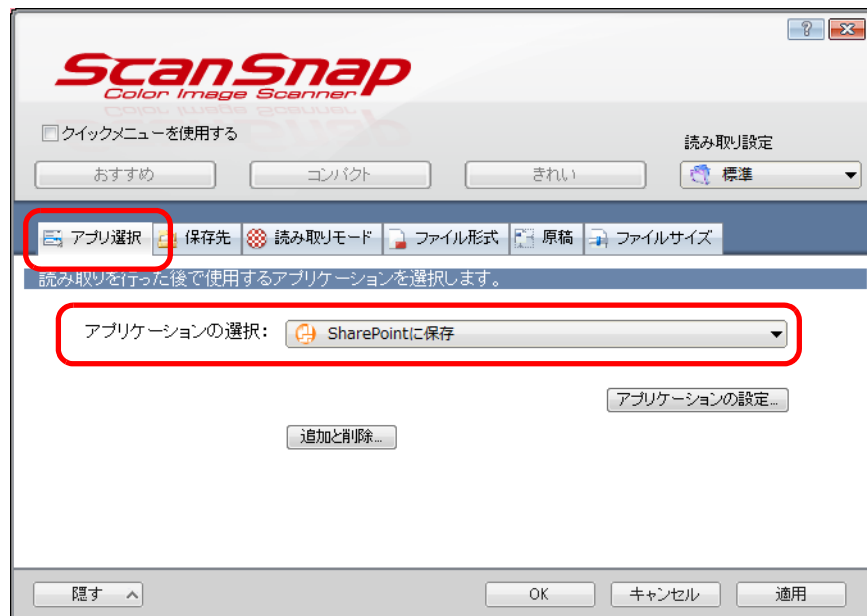 ScanSnap
Color Image Scanner
クイックメニューを使用する
読み取り設定
おすすめ
コンパクト
きれい
標準
アプリ選択
保存先
読み取りモード
ファイル形式
原稿
ファイルサイズ
読み取りを行った後で使用するアプリケーションを選択します。
アプリケーションの選択:
SharePointに保存
アプリケーションの設定...
追加と削除...
隠す
OK
キャンセル
適用